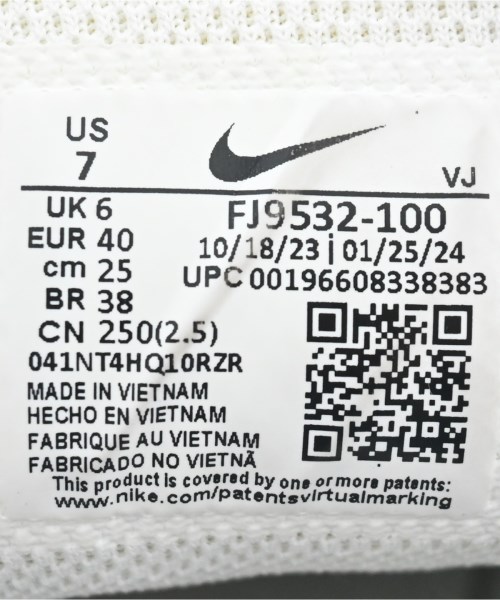 US
7
VJ
UK 6
EUR 40
cm 25
BR 38
CN 250(2.5)
FJ9532-100
10/18/23 | 01/25/24
UPC 00196608338383
041NT4HQ10RZR
MADE IN VIETNAM
HECHO EN VIETNAM
FABRIQUE AU VIETNAM
FABRICADO NO VIETNÃ
This product is covered by one or more patents:
www.nike.com/patentsvirtualmarking